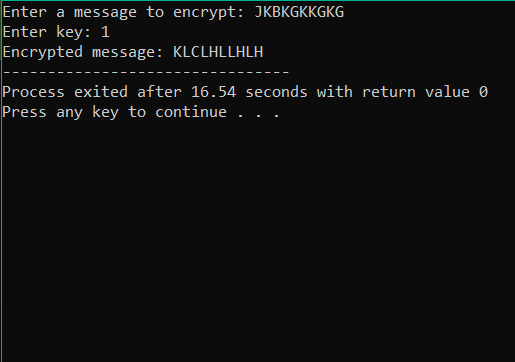 Enter a message to encrypt: JKBKGKKGKG
Enter key: 1
Encrypted message: KLCLHLLHLH
-------------------------------
Process exited after 16.54 seconds with return value 0
Press any key to continue . . .